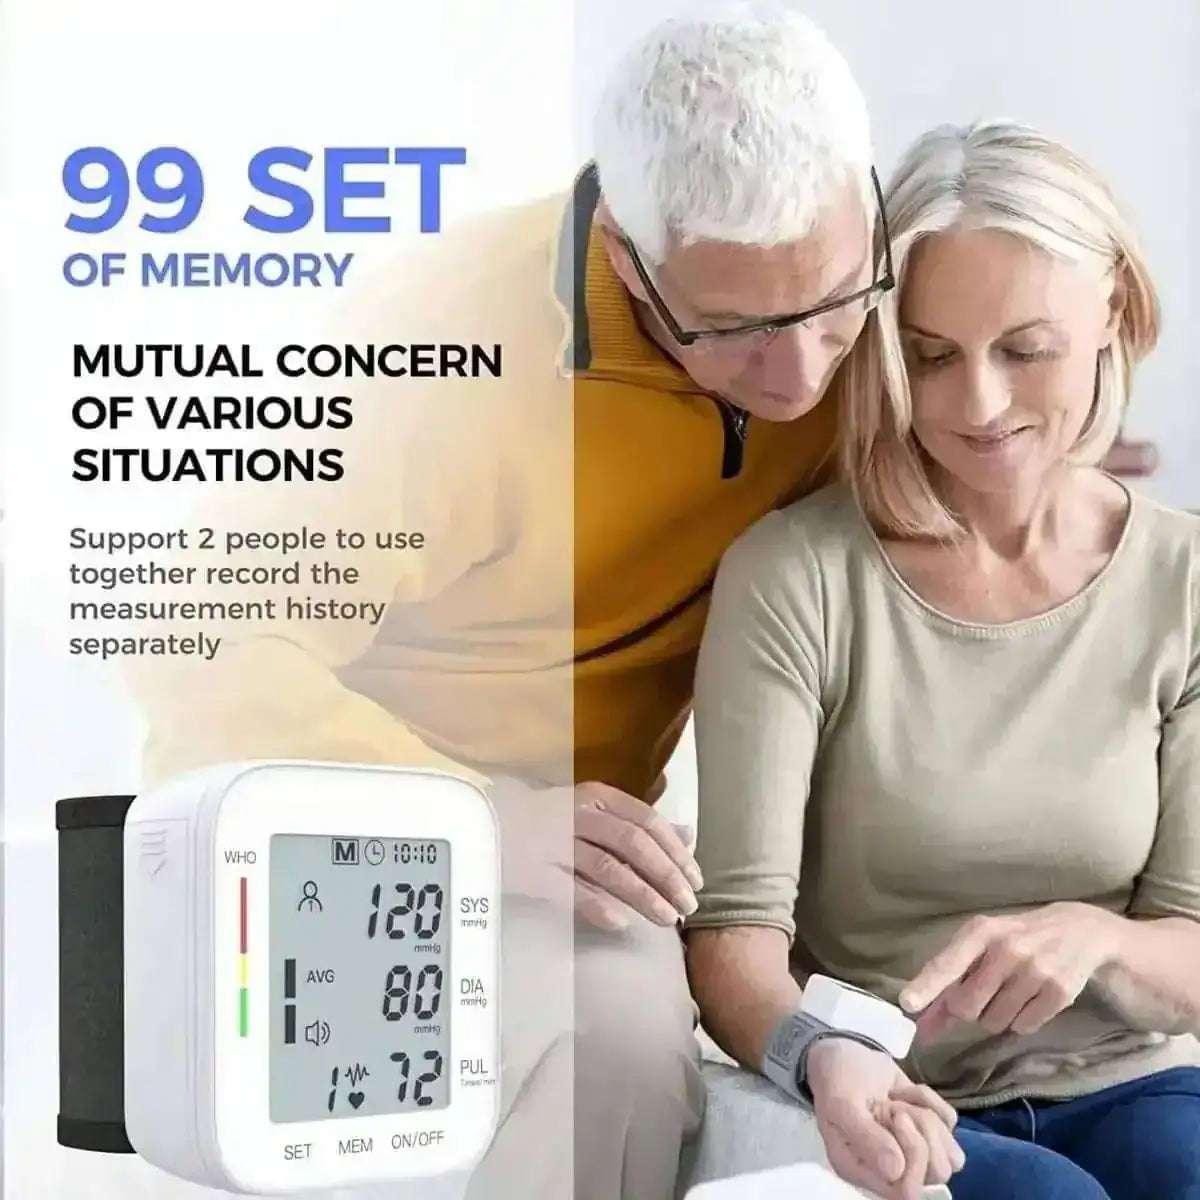 99 SET
OF MEMORY
MUTUAL CONCERN
OF VARIOUS
SITUATIONS
Support 2 people to use
together record the
measurement history
separately
WHO
M 10:10
120 SYS
mmHg
mmHg
AVG
80 DIA
mmHg
mmHg
1 72 PUL
SET MEM ON/OFF